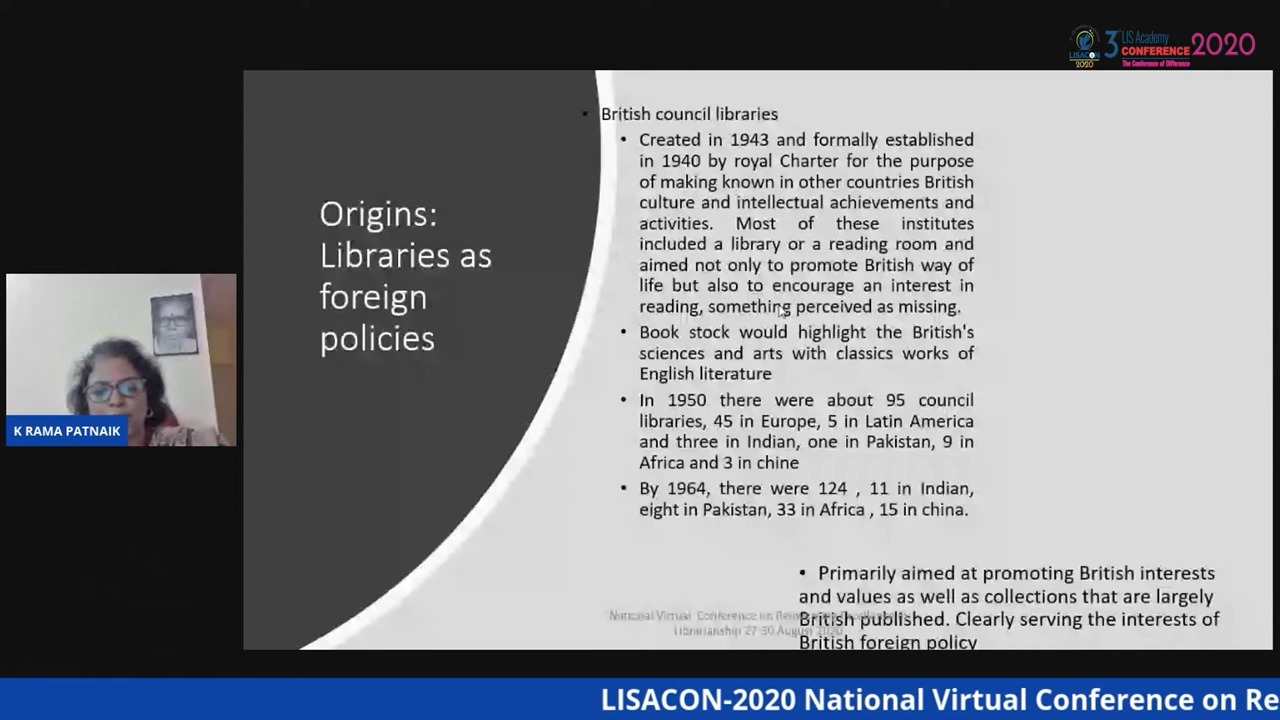 LISACON
2020
3 LIS Academy
CONFERENCE 2020
The Conference of Difference
Origins:
Libraries as
foreign
policies
• British council libraries
• Created in 1943 and formally established
in 1940 by royal Charter for the purpose
of making known in other countries British
culture and intellectual achievements and
activities. Most of these institutes
included a library or a reading room and
aimed not only to promote British way of
life but also to encourage an interest in
reading, something perceived as missing.
• Book stock would highlight the British's
sciences and arts with classics works of
English literature
• In 1950 there were about 95 council
libraries, 45 in Europe, 5 in Latin America
and three in Indian, one in Pakistan, 9 in
Africa and 3 in chine
• By 1964, there were 124 , 11 in Indian,
eight in Pakistan, 33 in Africa , 15 in china.
• Primarily aimed at promoting British interests
and values as well as collections that are largely
British published. Clearly serving the interests of
British foreign policy
National Virtual Conference on
Librarianship 27-30 August 2020
K RAMA PATNAIK
LISACON-2020 National Virtual Conference on Re